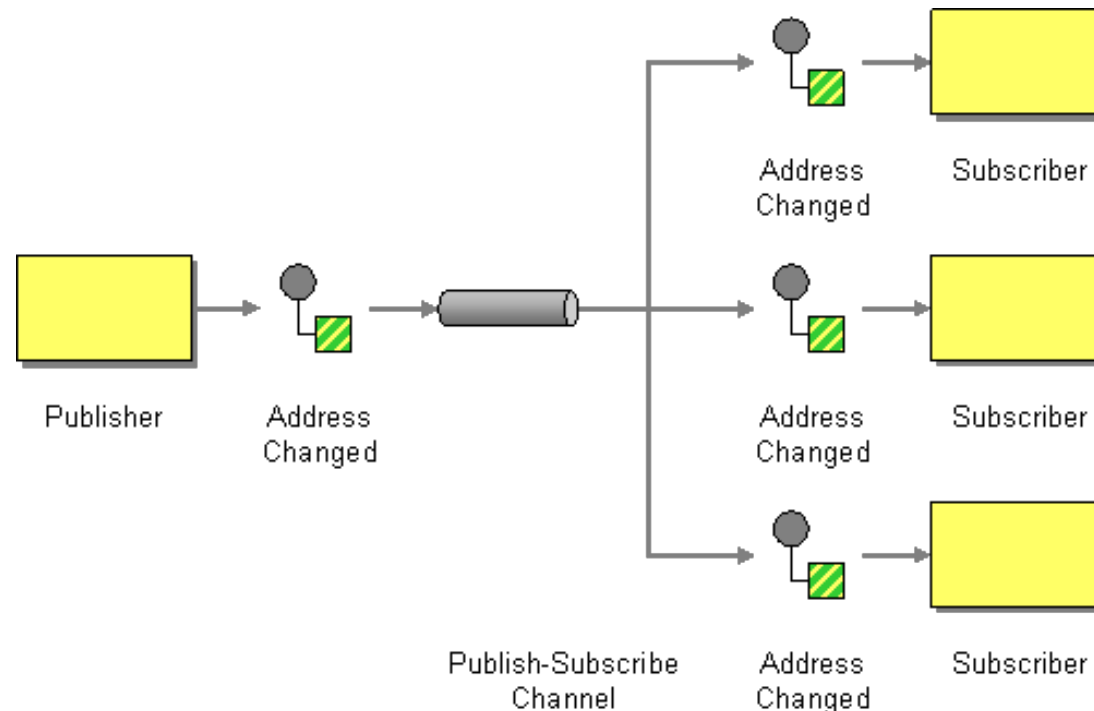 Address
Changed
Subscriber
Publisher
Address
Changed
Address
Changed
Subscriber
Publish-Subscribe
Channel
Address
Changed
Subscriber